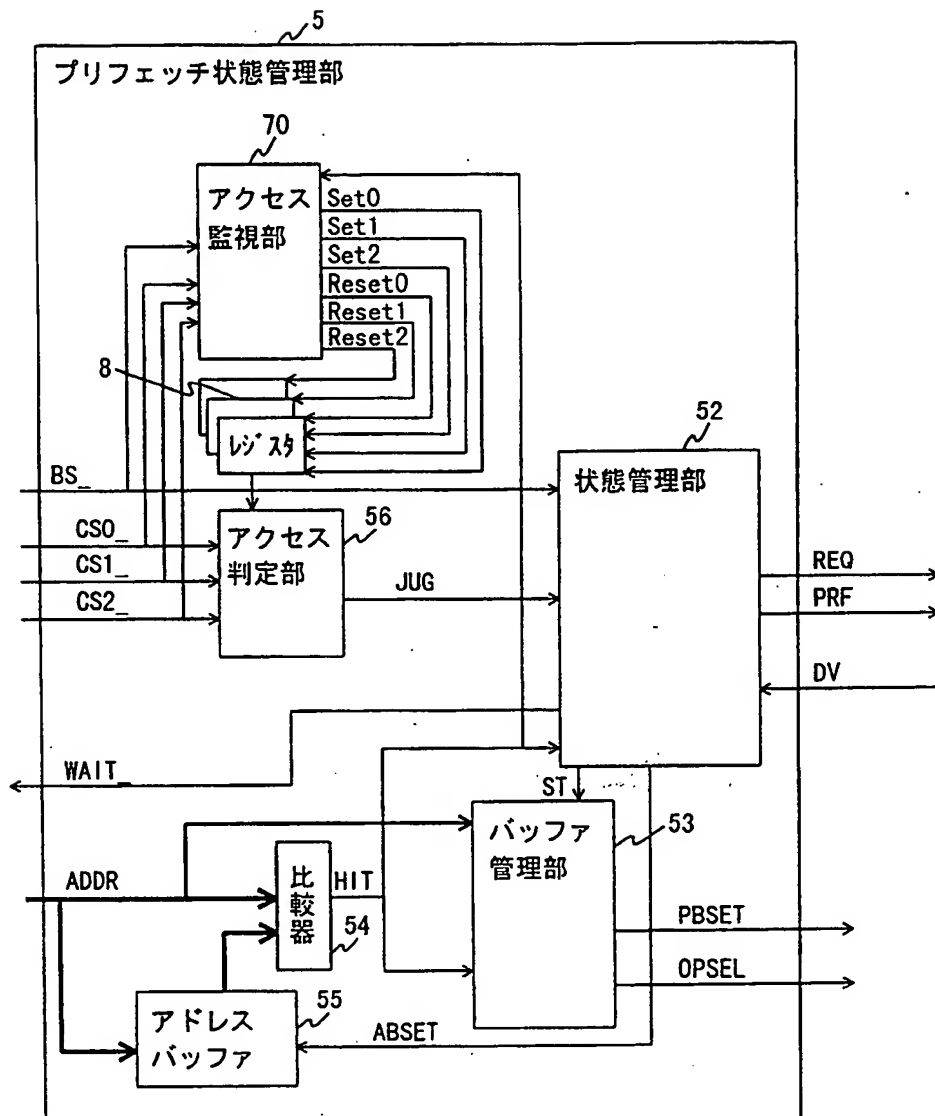 5
プリフェッチ状態管理部
70
アクセス
監視部
Set0
Set1
Set2
Reset0
Reset1
Reset2
8
レジスタ
52
状態管理部
BS_
CS0_
CS1_
CS2_
56
アクセス
判定部
JUG
REQ
PRF
DV
WAIT_
ST
53
バッファ
管理部
ADDR
比較器
54
HIT
PBSET
OPSEL
55
アドレス
バッファ
ABSET